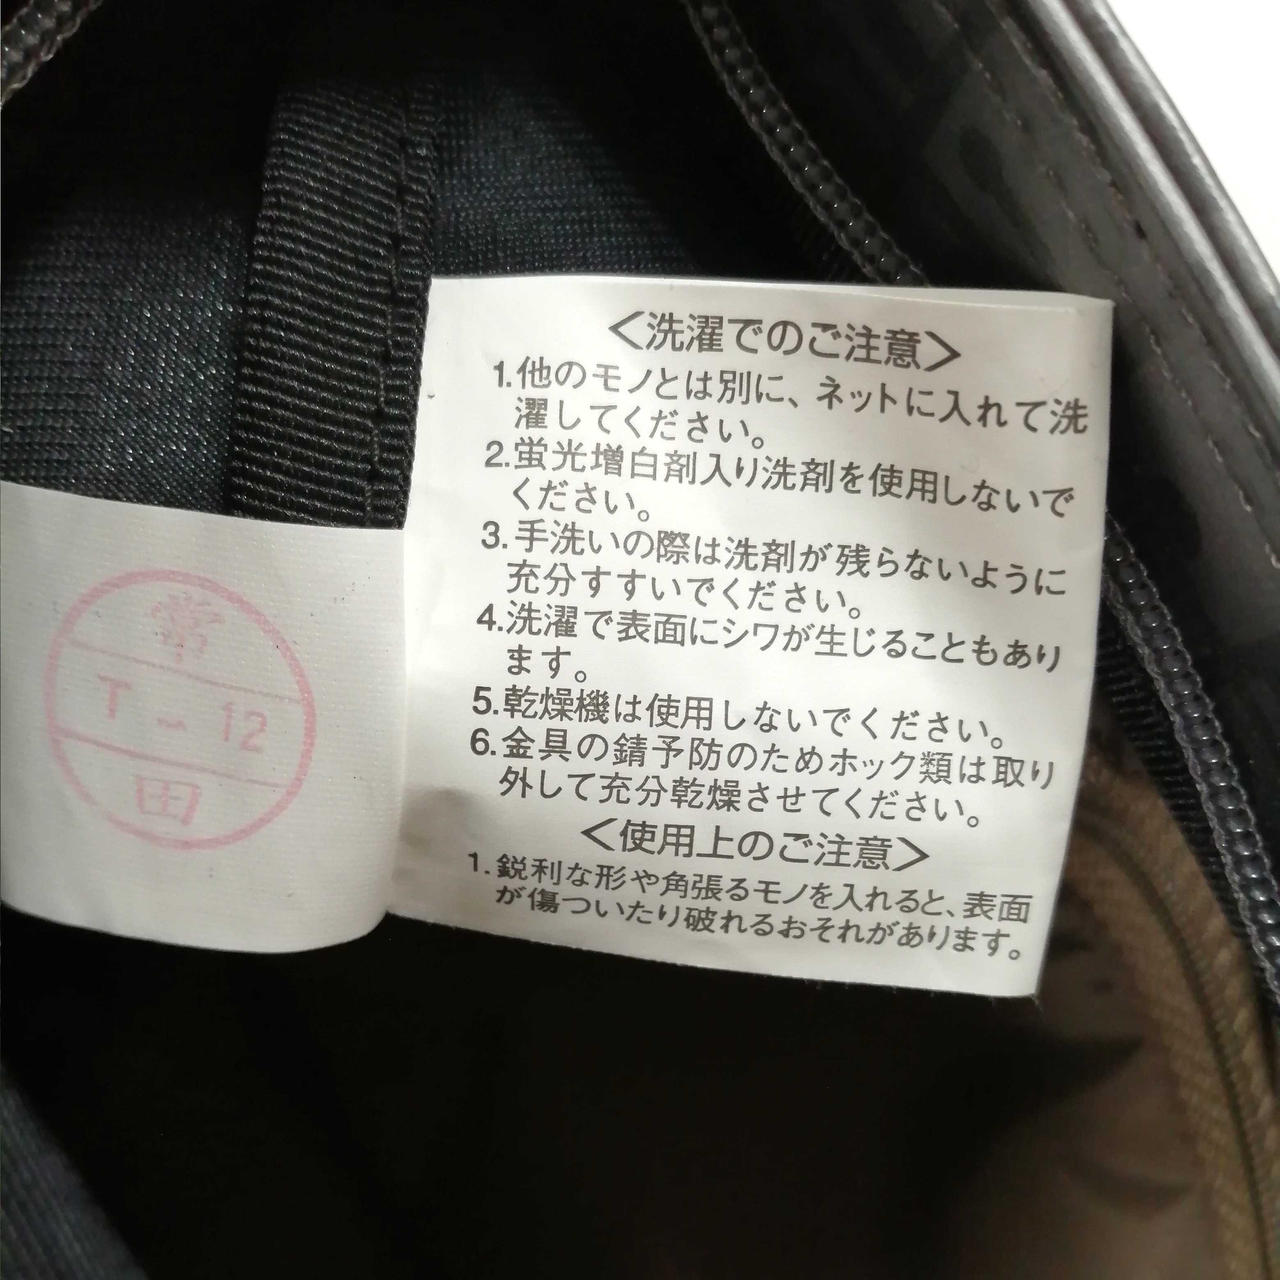 <洗濯でのご注意>
1.他のモノとは別に、ネットに入れて洗
濯してください。
2.蛍光増白剤入り洗剤を使用しないで
ください。
3.手洗いの際は洗剤が残らないように
充分すすいでください。
4.洗濯で表面にシワが生じることもあり
ます。
5.乾燥機は使用しないでください。
6.金具の錆予防のためホック類は取り
外して充分乾燥させてください。
<使用上のご注意>
1.鋭利な形や角張るモノを入れると、表面
が傷ついたり破れるおそれがあります。
常
T-12
田